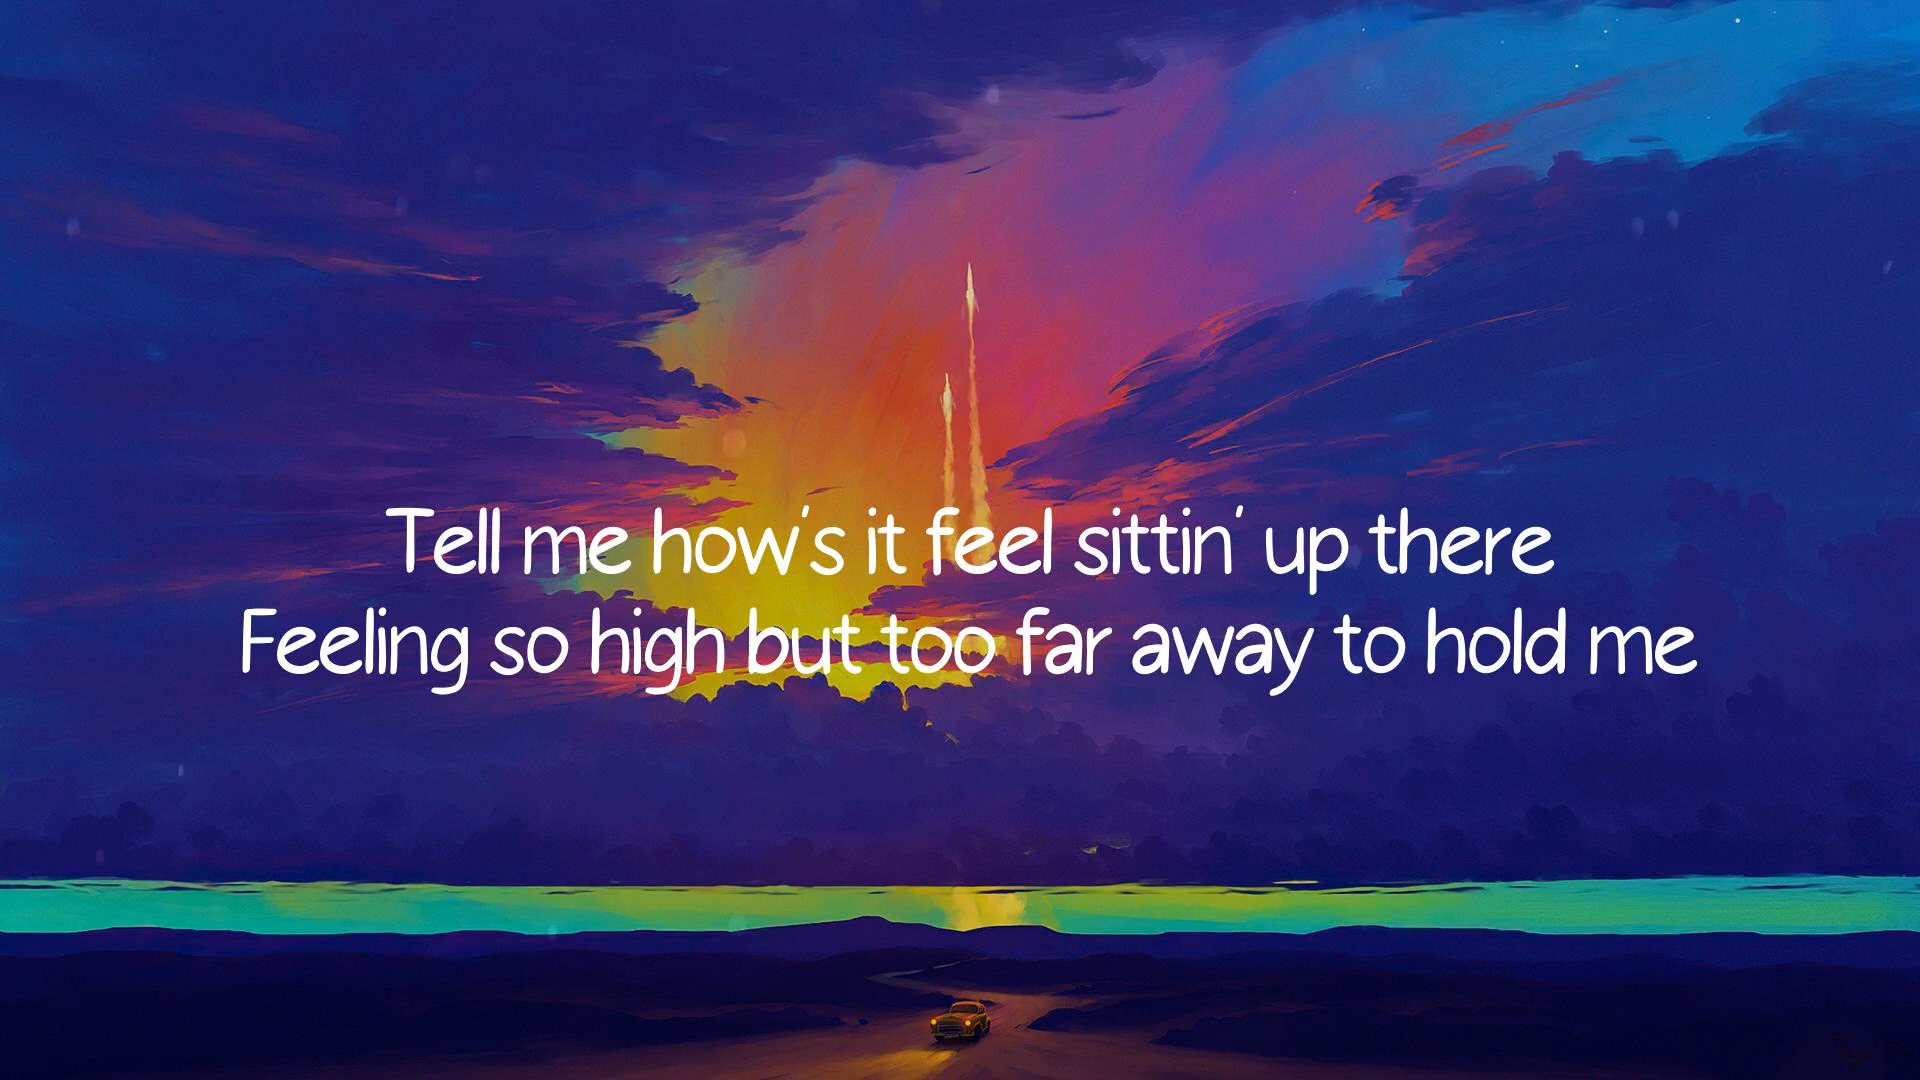 Tell me how's it feel sittin' up there
Feeling so high but too far away to hold me